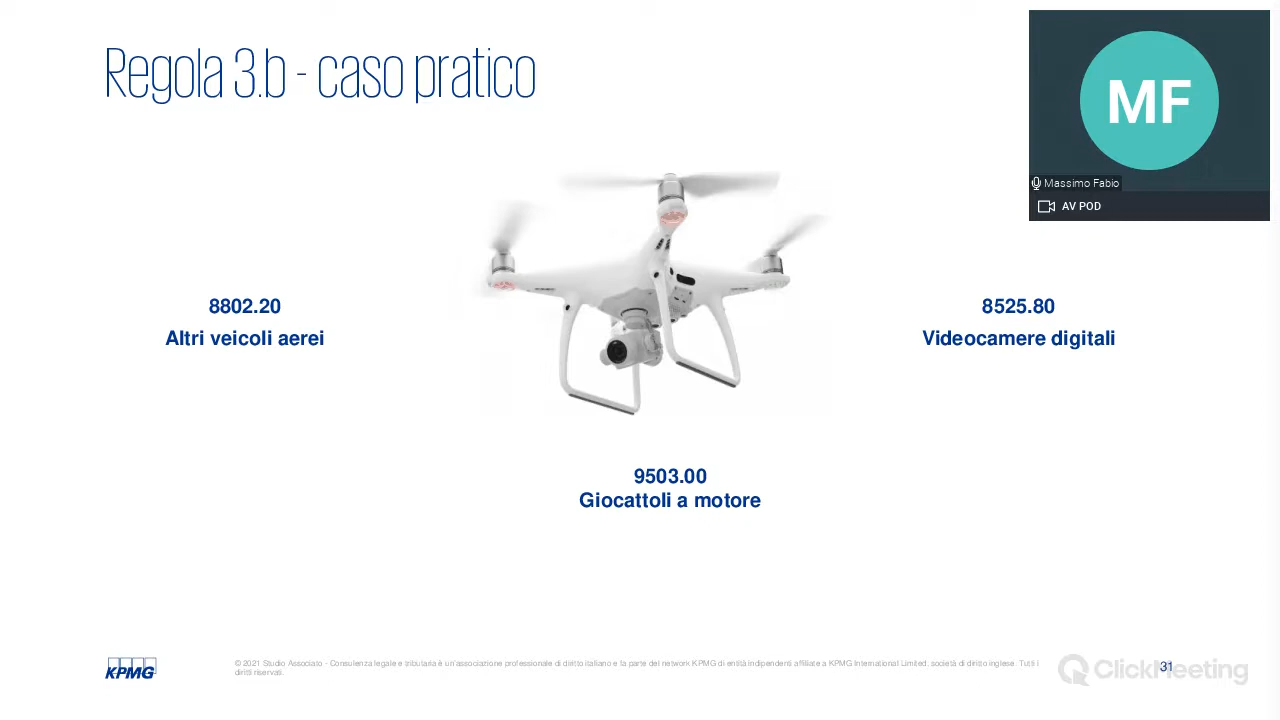 Regola 3.b - caso pratico
MF
Massimo Fabio
AV POD
8802.20
Altri veicoli aerei
8525.80
Videocamere digitali
9503.00
Giocattoli a motore
KPMG
© 2021 Studio Associato - Consulenza legale e tributaria è un'associazione professionale di diritto italiano e fa parte del network KPMG di entità indipendenti affiliate a KPMG International Limited, società di diritto inglese. Tutti i
diritti riservati.
31
ClickMeeting